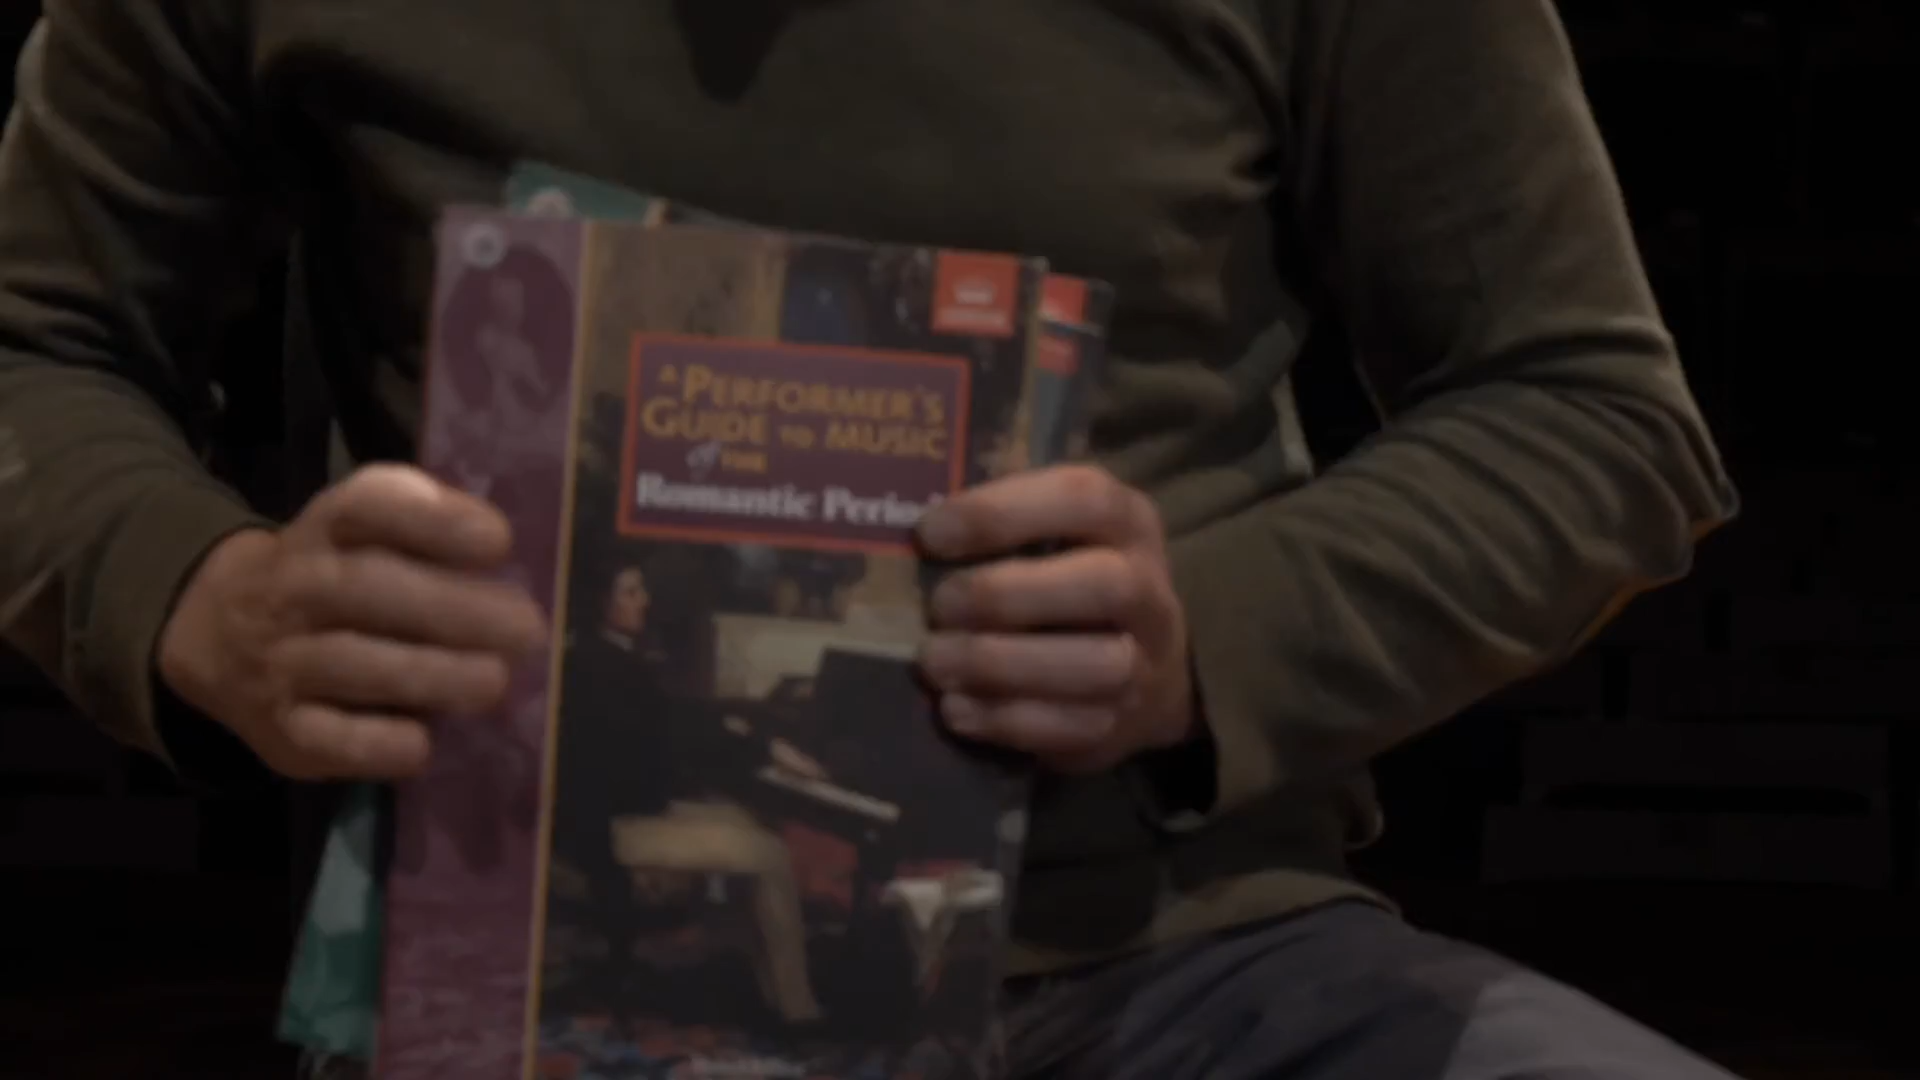 A PERFORMER'S
GUIDE TO MUSIC
of THE
Romantic Period